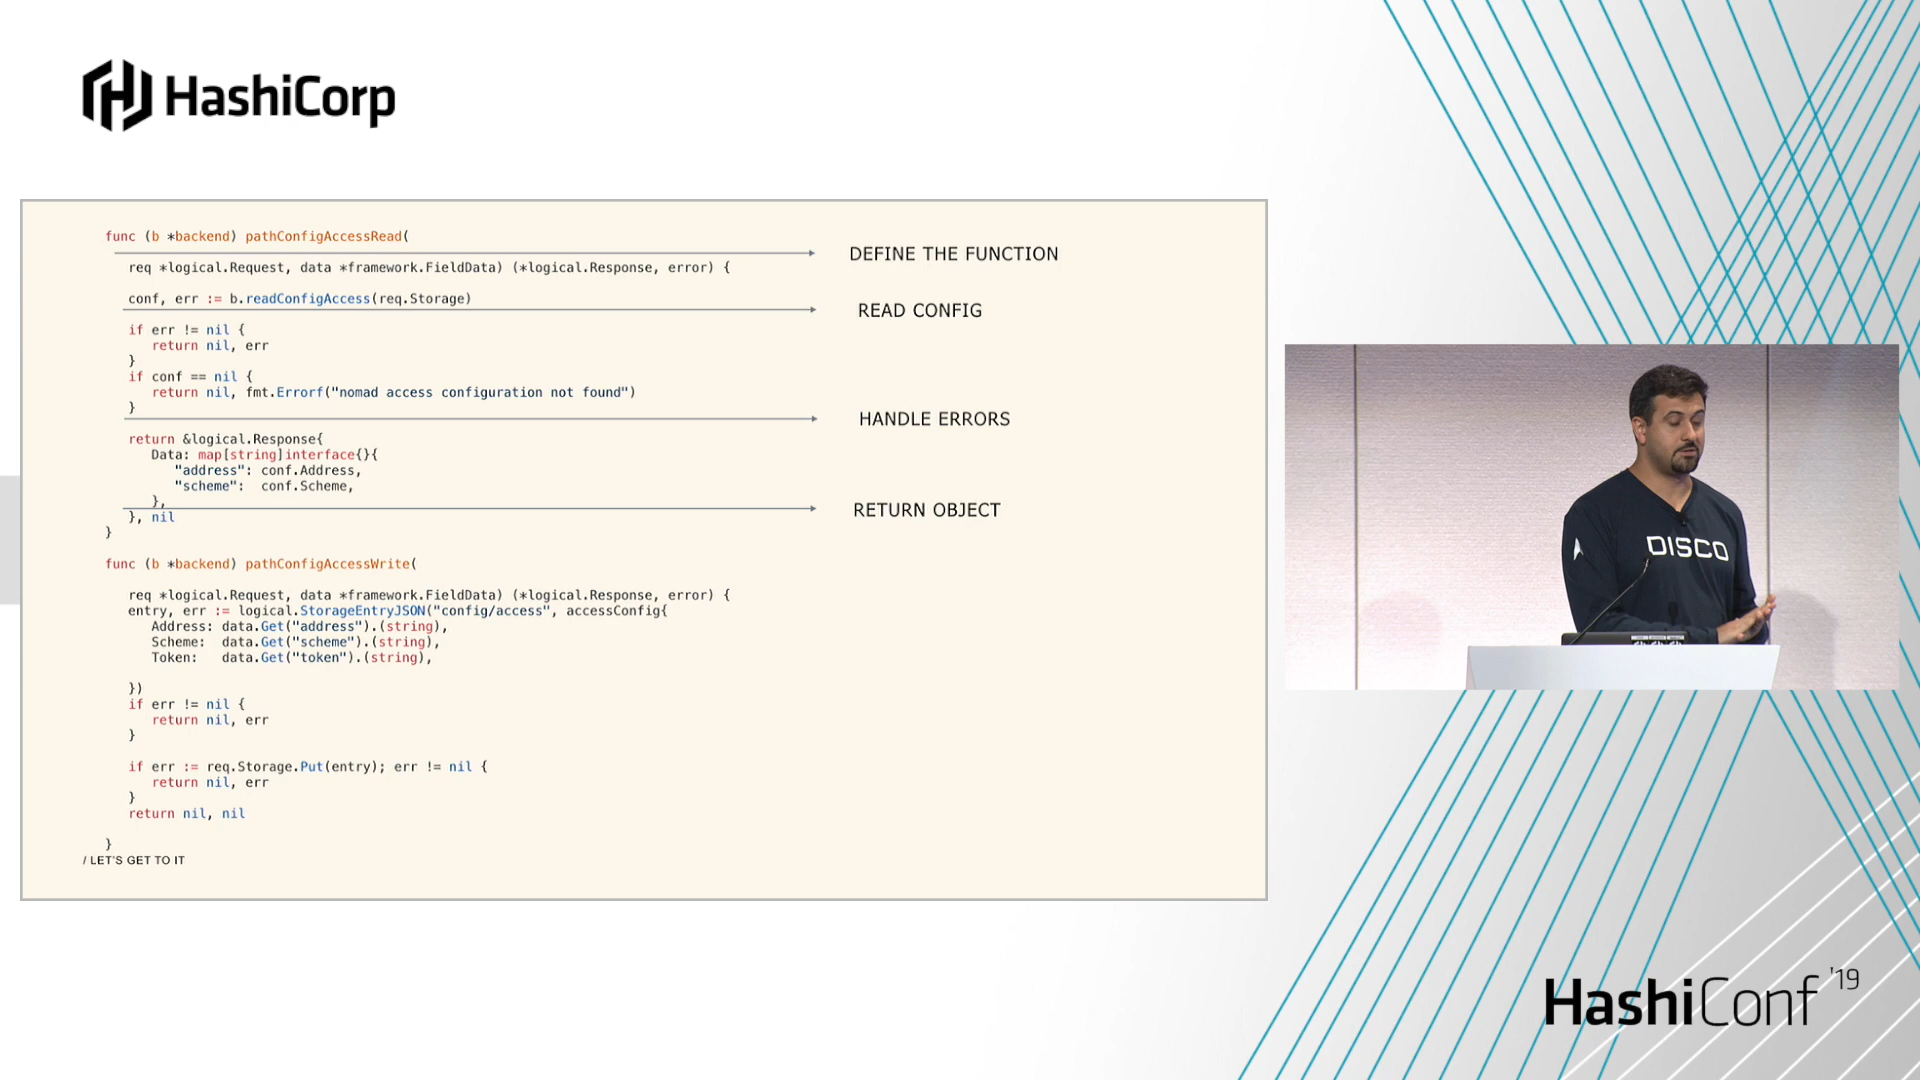 HashiCorp
func (b *backend) pathConfigAccessRead(
DEFINE THE FUNCTION
req *logical.Request, data *framework.FieldData) (*logical.Response, error) {
conf, err := b.readConfigAccess(req.Storage)
READ CONFIG
if err != nil {
return nil, err
}
if conf == nil {
return nil, fmt.Errorf("nomad access configuration not found")
}
HANDLE ERRORS
return &logical.Response{
Data: map[string]interface{}{
"address": conf.Address,
"scheme":  conf.Scheme,
},
RETURN OBJECT
}, nil
}
func (b *backend) pathConfigAccessWrite(
req *logical.Request, data *framework.FieldData) (*logical.Response, error) {
entry, err := logical.StorageEntryJSON("config/access", accessConfig{
Address: data.Get("address").(string),
Scheme:  data.Get("scheme").(string),
Token:   data.Get("token").(string),
})
if err != nil {
return nil, err
}
if err := req.Storage.Put(entry); err != nil {
return nil, err
}
return nil, nil
}
/ LET'S GET TO IT
DISCO
HashiConf '19